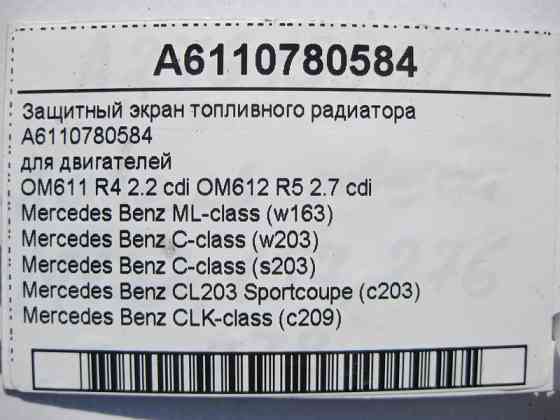 A6110780584
Защитный экран топливного радиатора
A6110780584
для двигателей
OM611 R4 2.2 cdi OM612 R5 2.7 cdi
Mercedes Benz ML-class (w163)
Mercedes Benz C-class (w203)
Mercedes Benz C-class (s203)
Mercedes Benz CL203 Sportcoupe (c203)
Mercedes Benz CLK-class (c209)